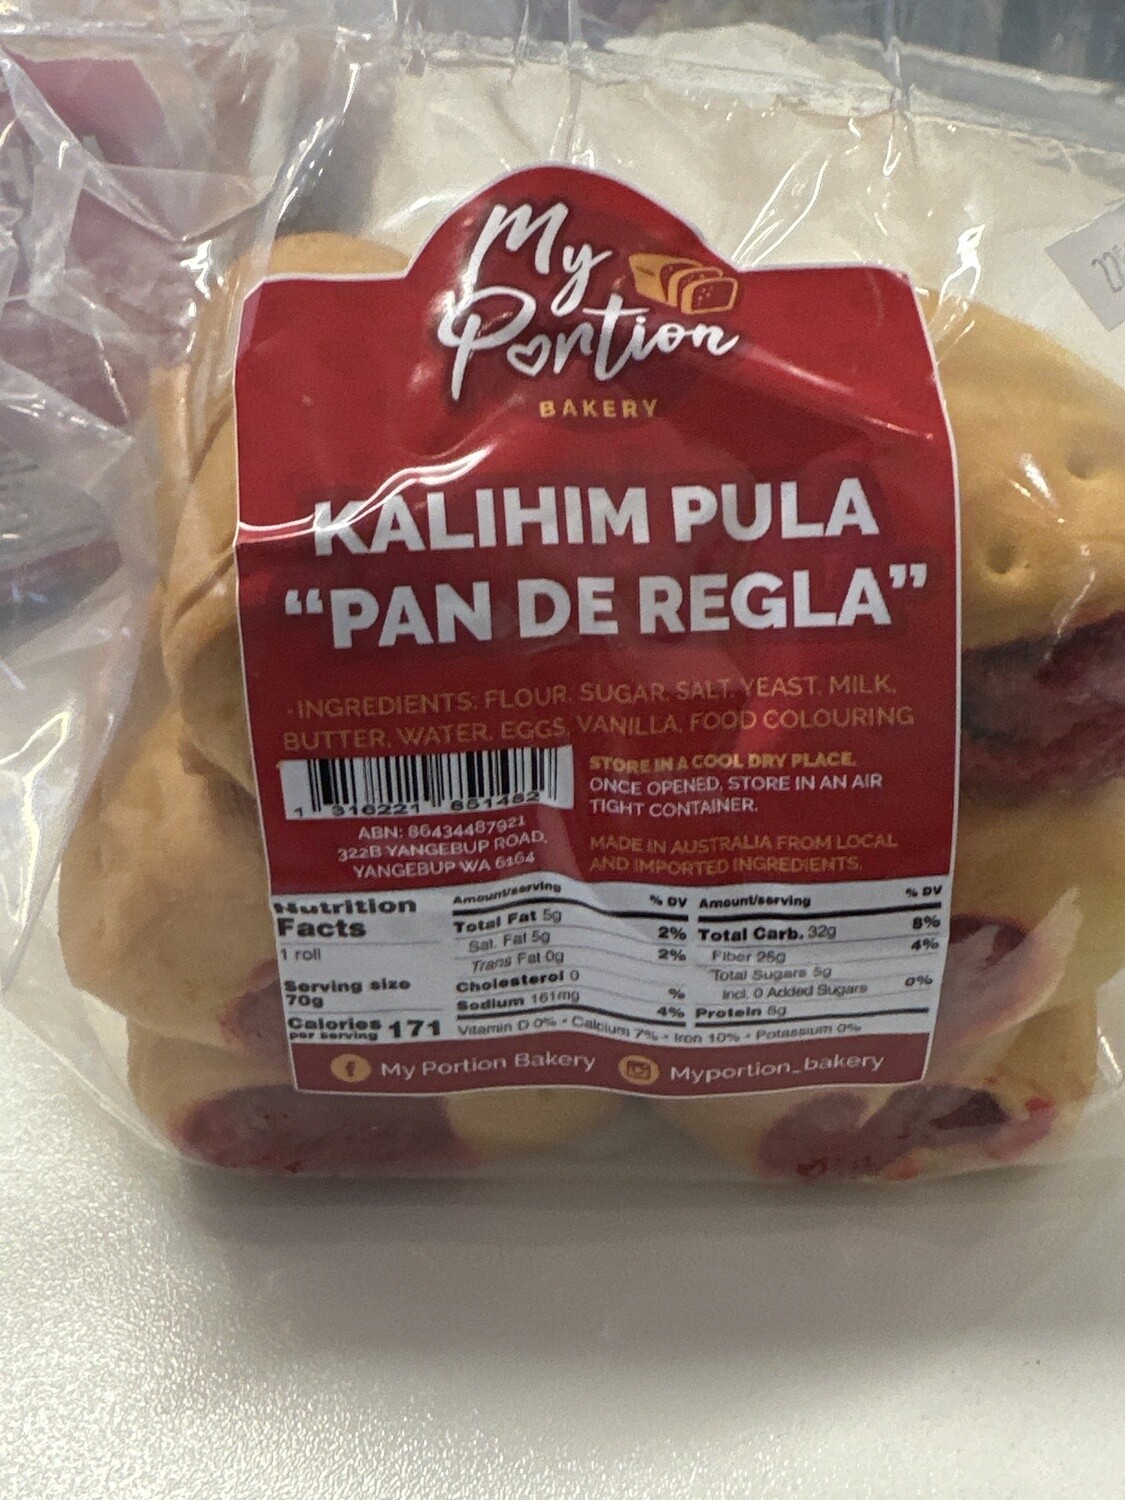 My
Portion
BAKERY
KALIHIM PULA
“PAN DE REGLA”
-INGREDIENTS: FLOUR, SUGAR, SALT, YEAST, MILK,
BUTTER, WATER, EGGS, VANILLA, FOOD COLOURING
STORE IN A COOL DRY PLACE.
ONCE OPENED, STORE IN AN AIR
TIGHT CONTAINER.
1 316221 851452
ABN: 86434487921
322B YANGEBUP ROAD,
YANGEBUP WA 6164
MADE IN AUSTRALIA FROM LOCAL
AND IMPORTED INGREDIENTS.
Nutrition
Facts
1 roll
Serving size
70g
Calories 171
per serving
Amount/serving % DV
Total Fat 5g 2%
Sat. Fat 5g 2%
Trans Fat 0g
Cholesterol 0 %
Sodium 161mg 4%
Amount/serving % DV
Total Carb. 32g 8%
Fiber 25g 4%
Total Sugars 5g
Incl. 0 Added Sugars 0%
Protein 6g
Vitamin D 0% • Calcium 7% • Iron 10% • Potassium 0%
My Portion Bakery
Myportion_bakery